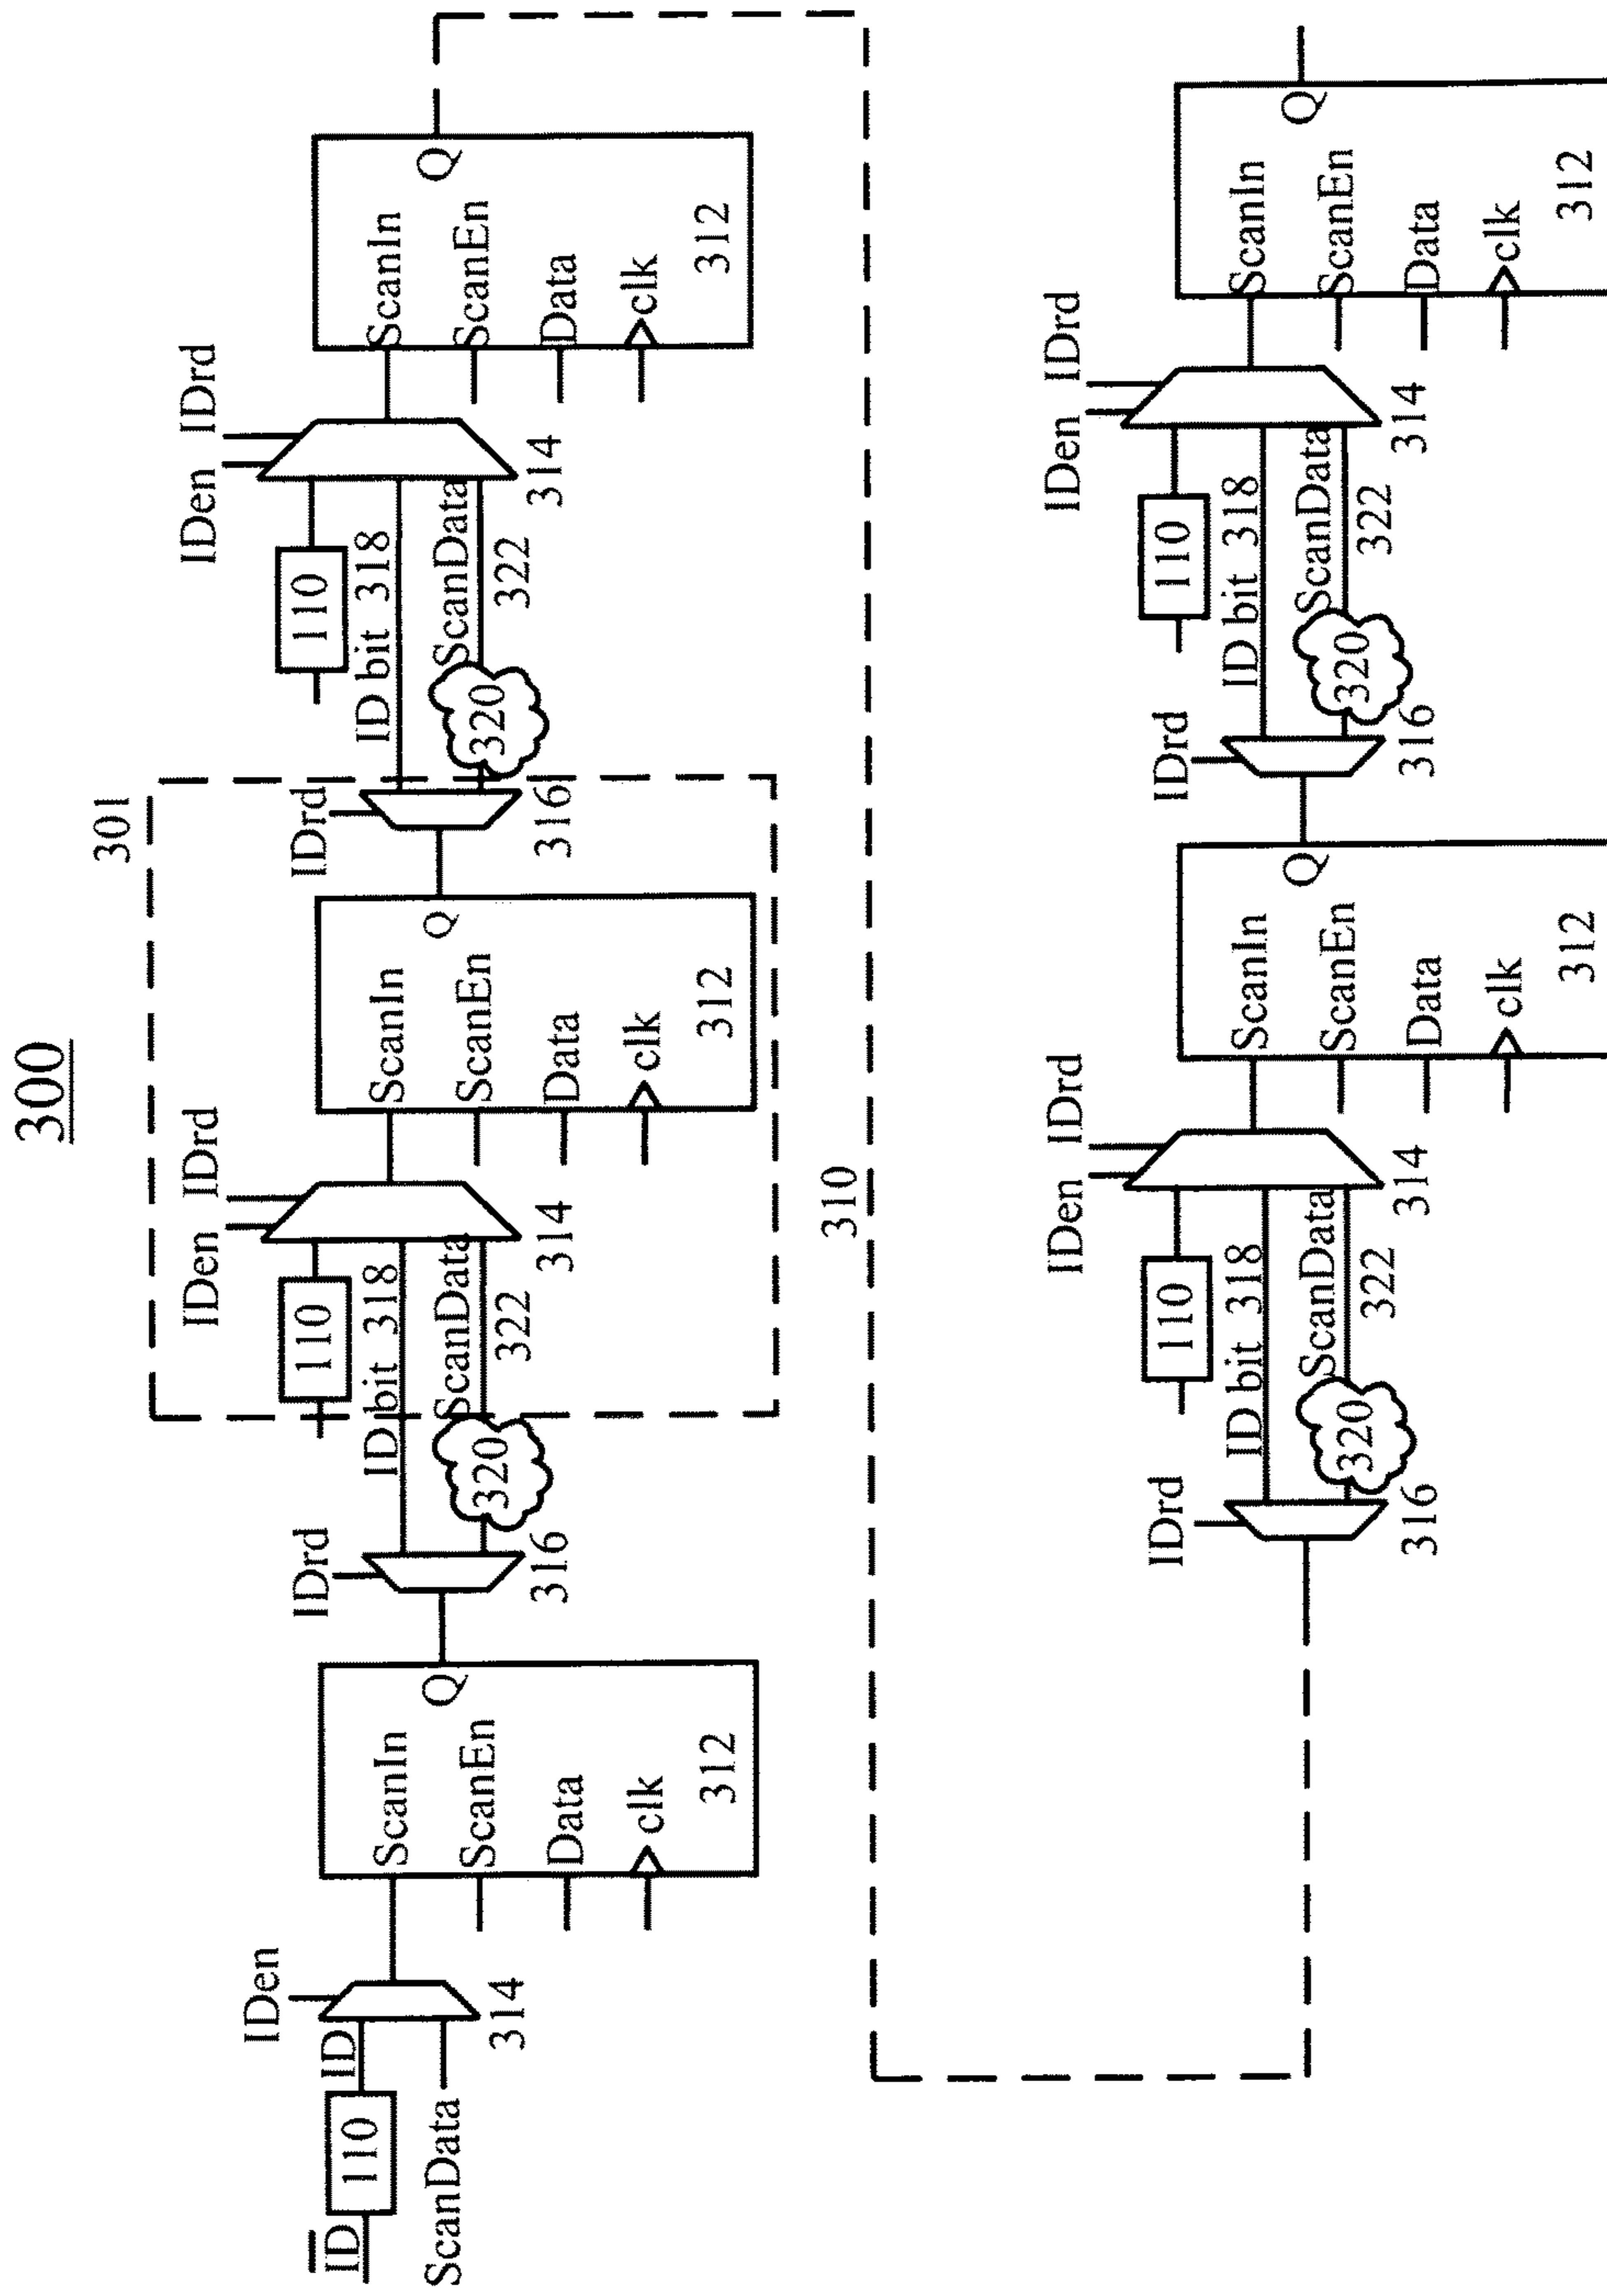 300
301
IDen IDrd IDen IDrd
IDen
IDrd 110 IDrd 110
I̅D̅ 110 ID
ScanIn ID bit 318 ScanIn ID bit 318 ScanIn
Q Q Q
ScanData ScanEn ScanData ScanEn ScanData ScanEn
320 320
314 322 322
316 314 316 314
Data Data Data
clk clk clk
312 312 312
310
IDen IDrd IDen IDrd
IDrd 110 IDrd 110
ID bit 318 ScanIn ID bit 318 ScanIn
Q Q
ScanData ScanEn ScanData ScanEn
320 320
322 322
316 314 316 314
Data Data
clk clk
312 312